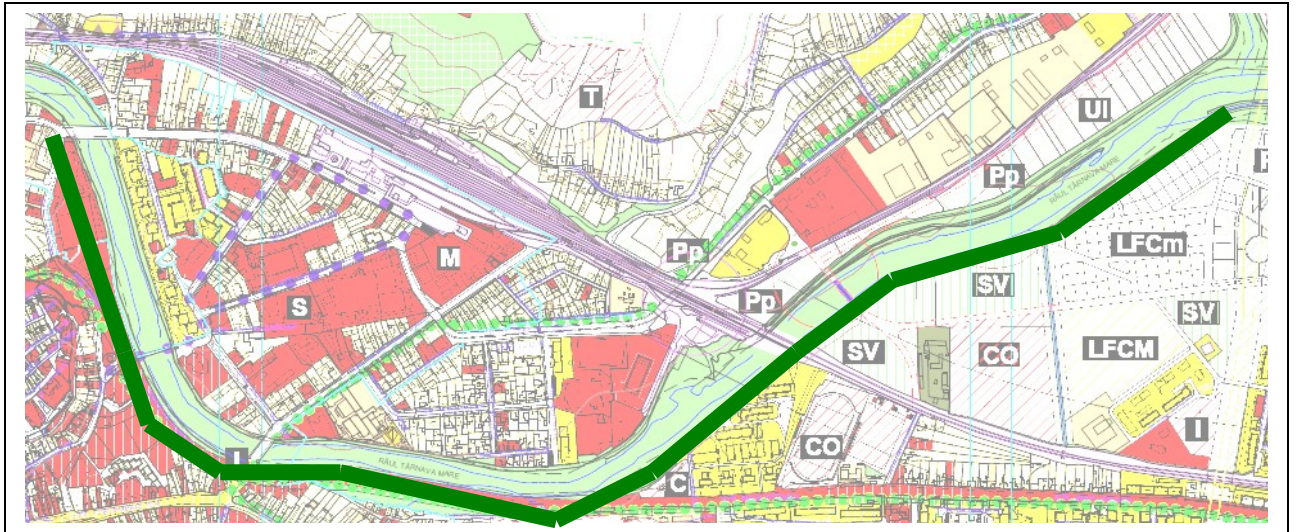 T
UI
Pp
RÂUL TÂRNAVA MARE
LFCm
Pp
M
SV
Pp
SV
S
SV
CO
LFCM
I
CO
RÂUL TÂRNAVA MARE
C